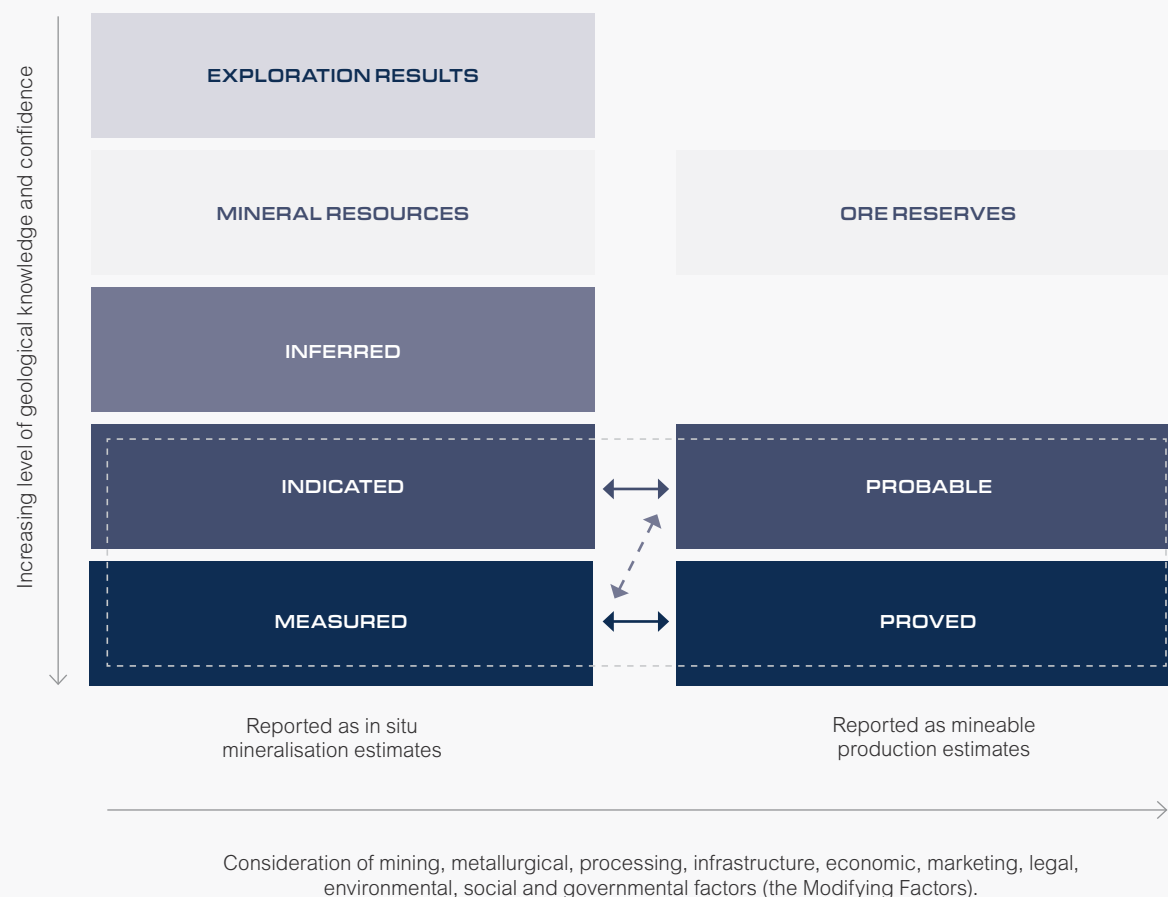 Increasing level of geological knowledge and confidence
EXPLORATION RESULTS
MINERAL RESOURCES
ORE RESERVES
INFERRED
INDICATED
PROBABLE
MEASURED
PROVED
Reported as in situ
mineralisation estimates
Reported as mineable
production estimates
Consideration of mining, metallurgical, processing, infrastructure, economic, marketing, legal,
environmental, social and governmental factors (the Modifying Factors).